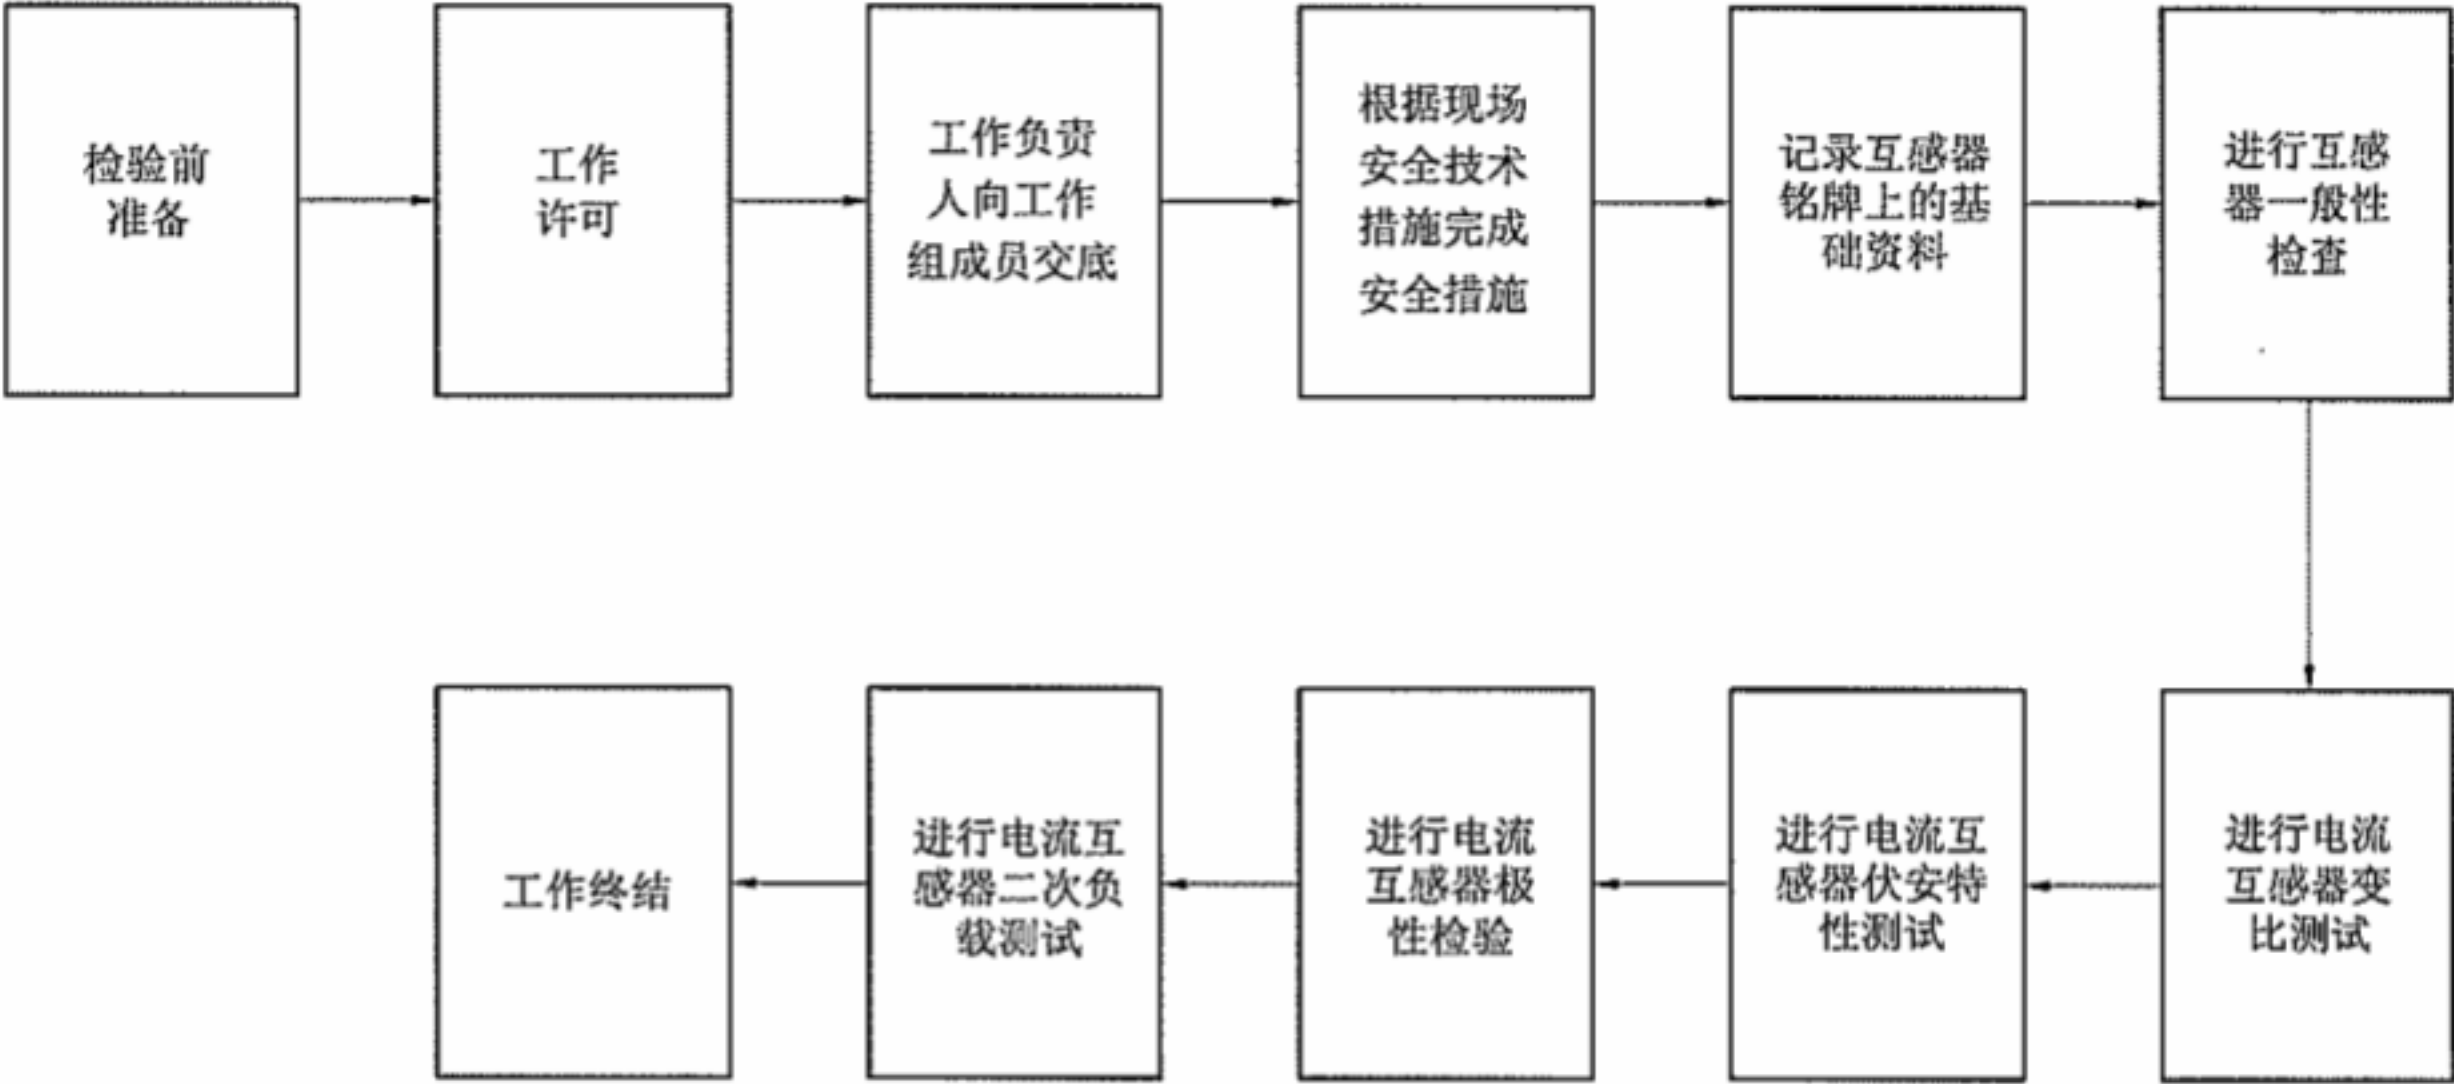 检验前
准备
工作
许可
工作负责
人向工作
组成员交底
根据现场
安全技术
措施完成
安全措施
记录互感器
铭牌上的基
础资料
进行互感
器一般性
检查
进行电流
互感器变
比测试
进行电流互
感器伏安特
性测试
进行电流
互感器极
性检验
进行电流互
感器二次负
载测试
工作终结